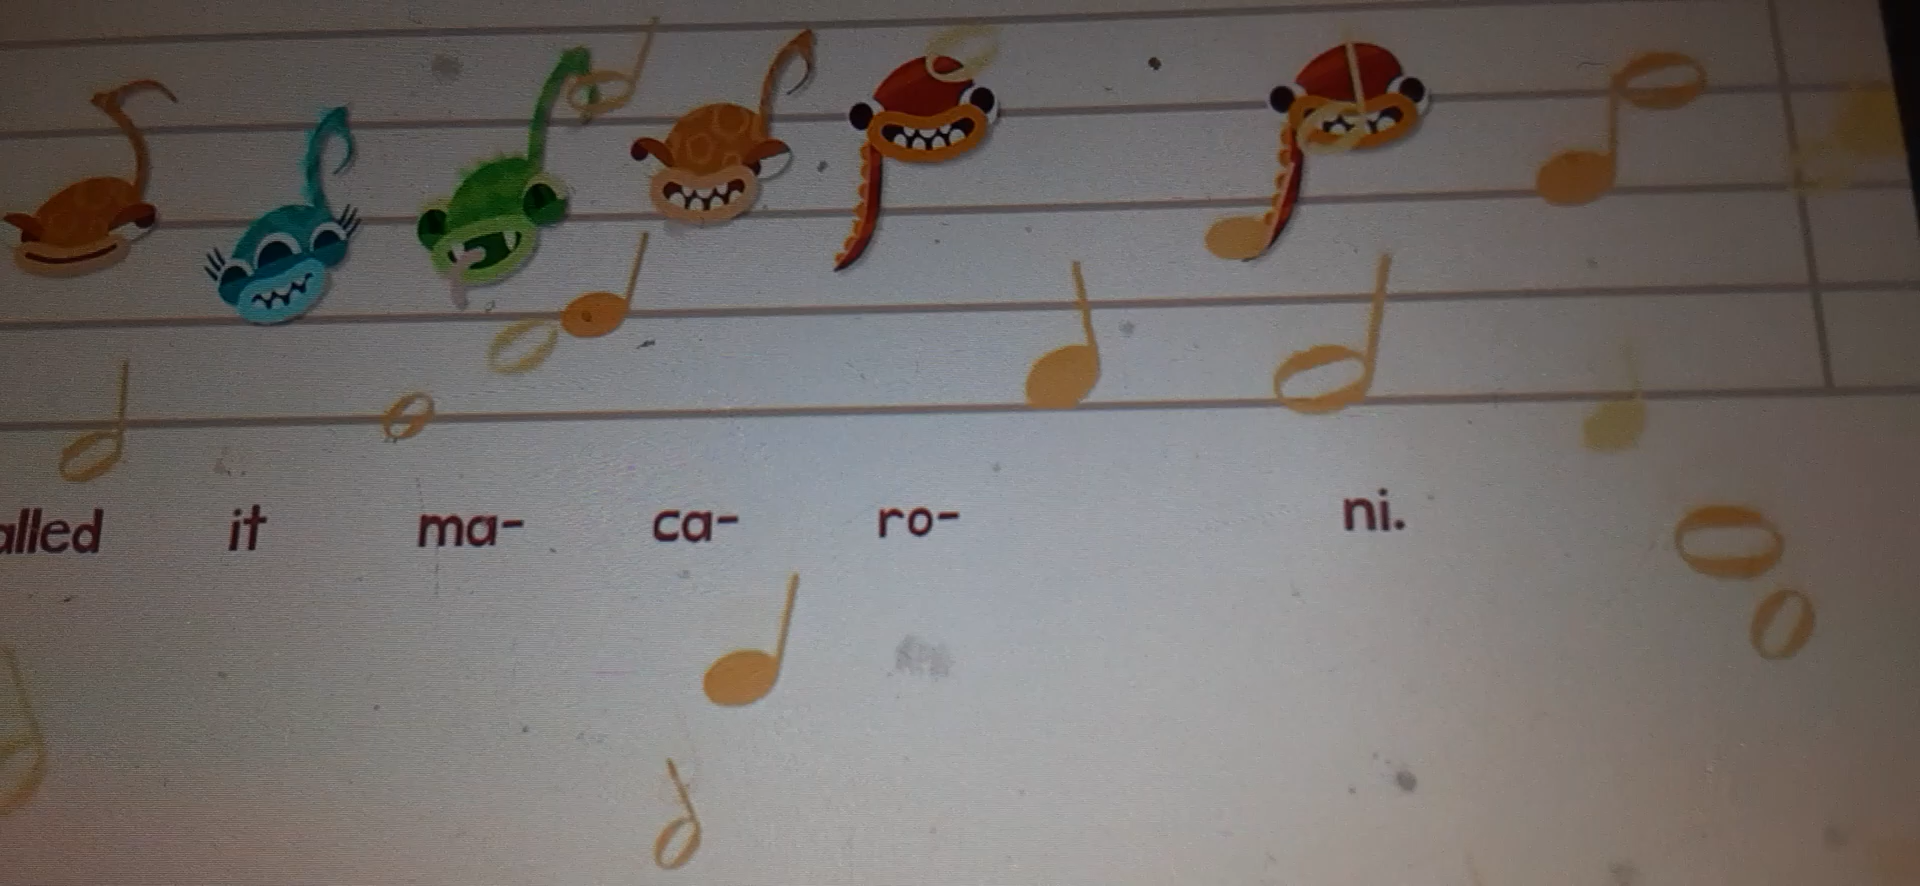 alled it ma- ca- ro- ni.